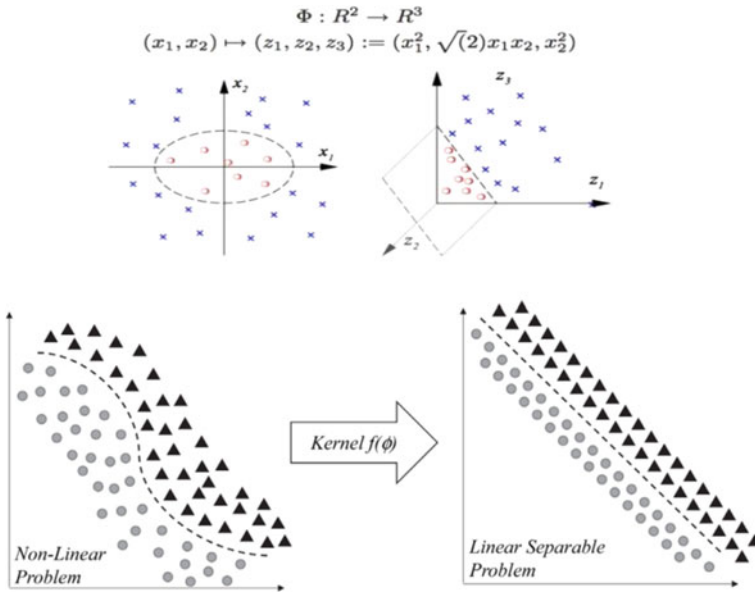 Φ : R² → R³
(x₁, x₂) ↦ (z₁, z₂, z₃) := (x₁², √(2)x₁x₂, x₂²)
x₂
x₁
z₃
z₁
z₂
Kernel f(ϕ)
Non-Linear
Problem
Linear Separable
Problem